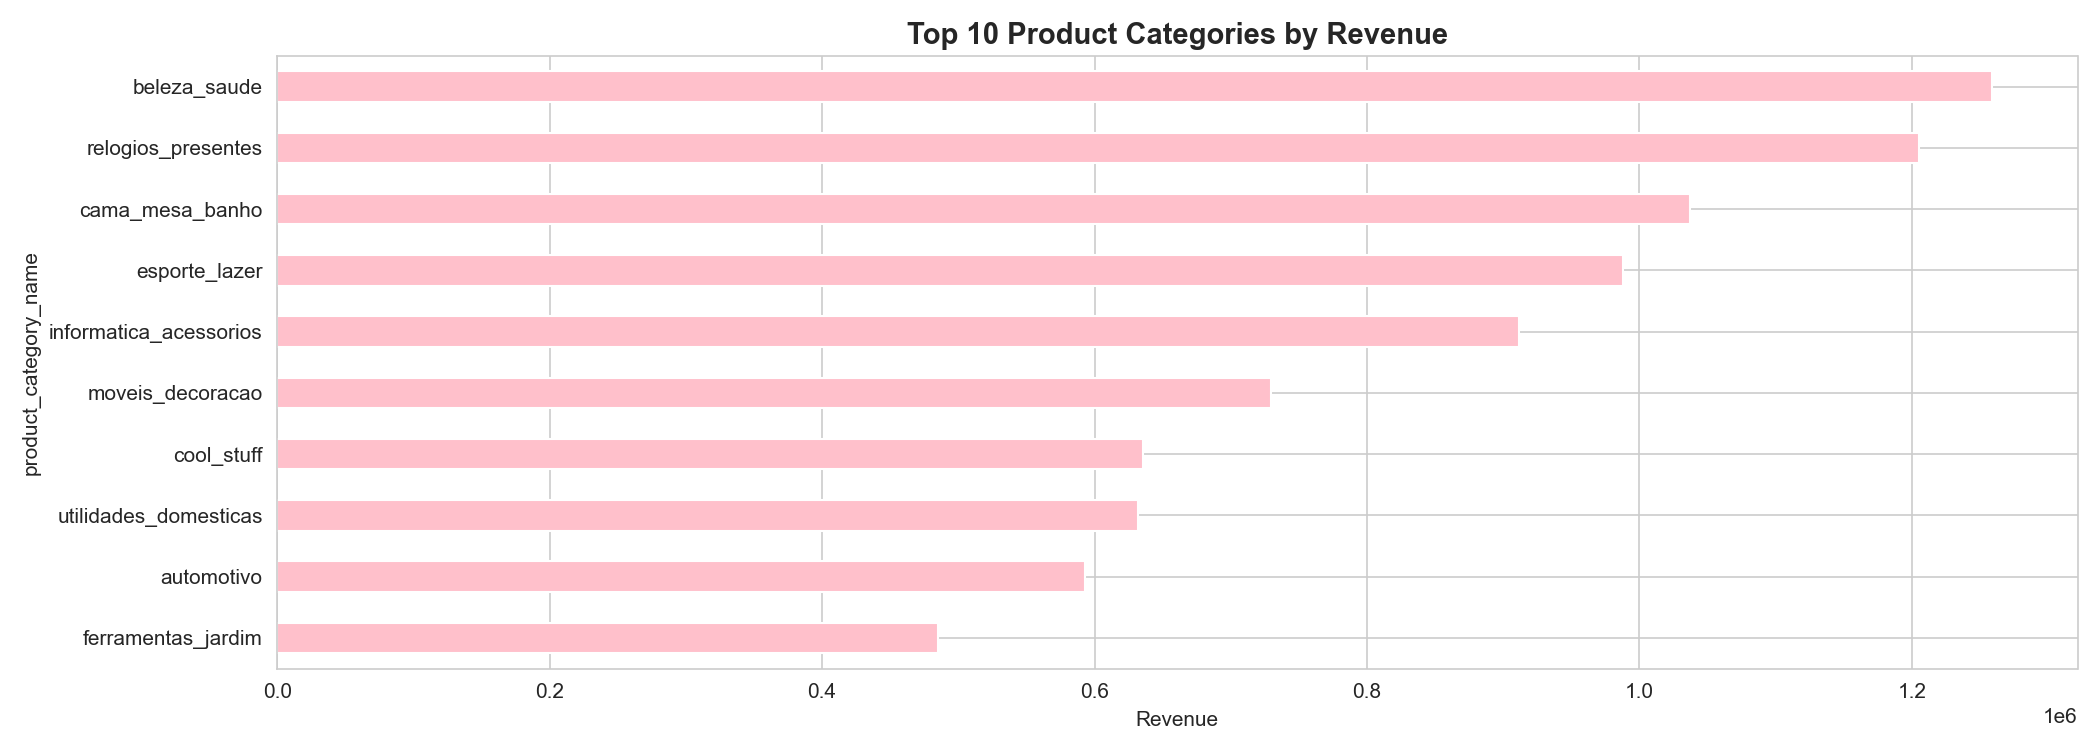 Top 10 Product Categories by Revenue
product_category_name
beleza_saude
relogios_presentes
cama_mesa_banho
esporte_lazer
informatica_acessorios
moveis_decoracao
cool_stuff
utilidades_domesticas
automotivo
ferramentas_jardim
0.0 0.2 0.4 0.6 0.8 1.0 1.2
Revenue
1e6